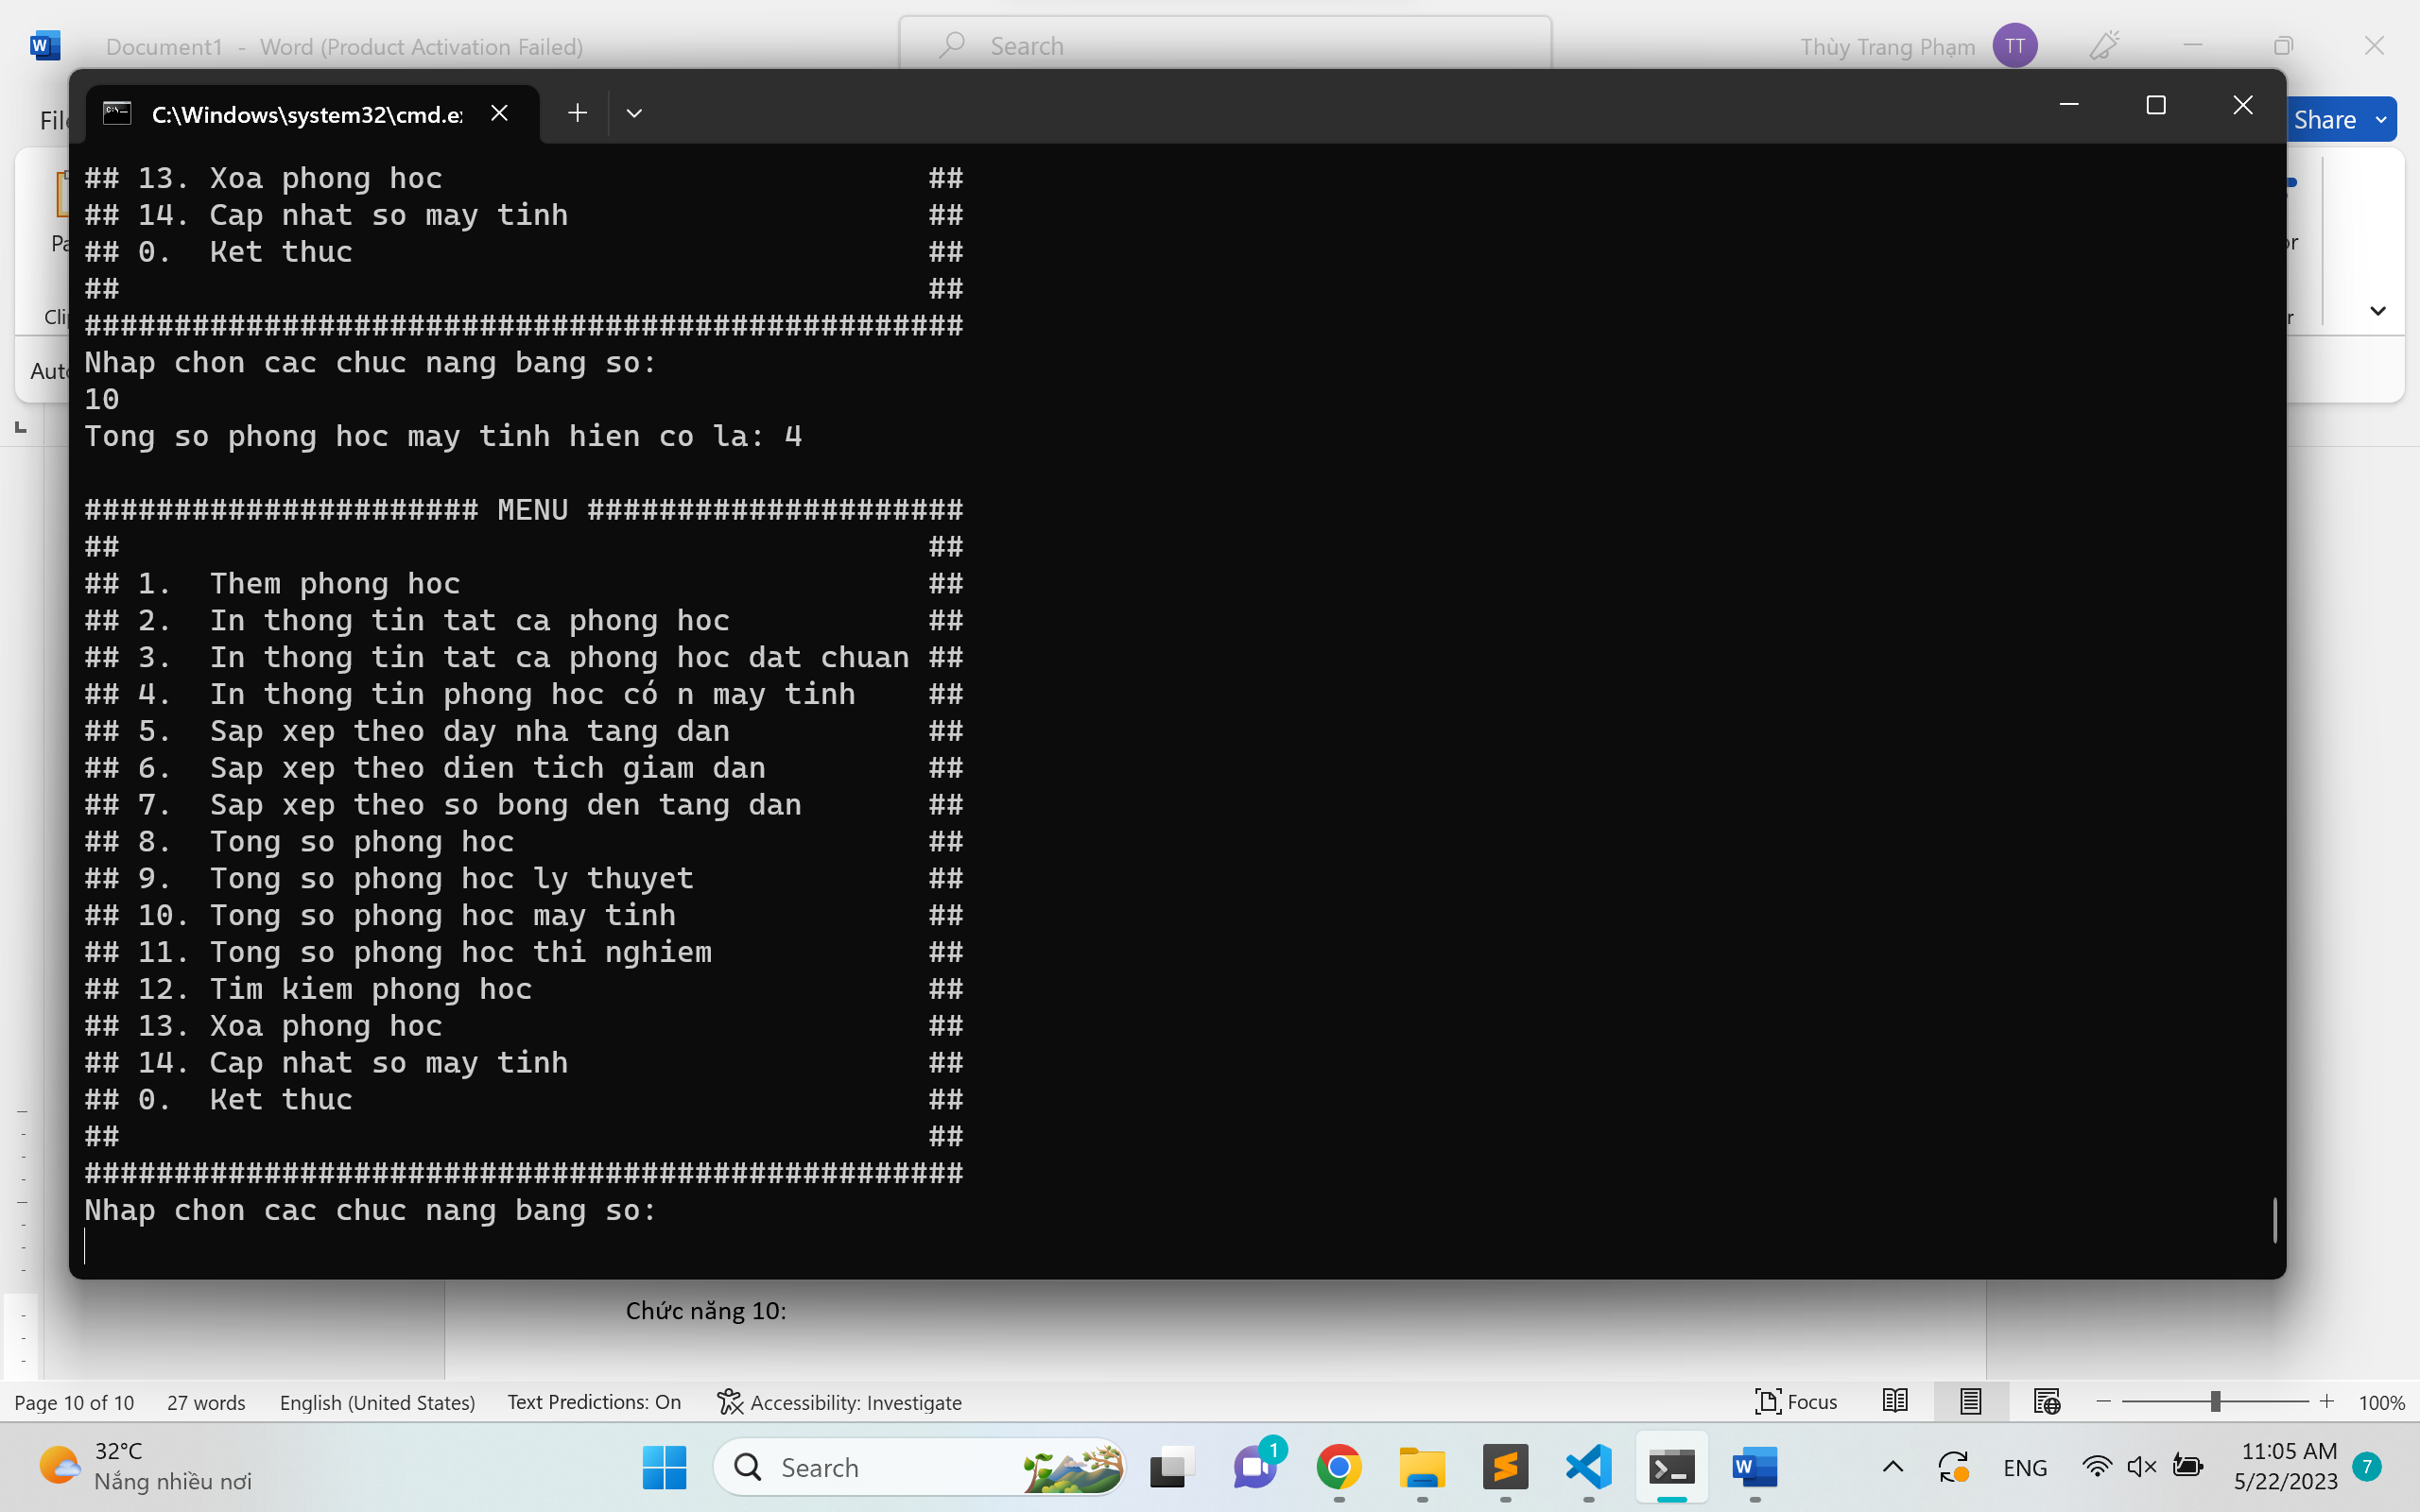 Document1 - Word (Product Activation Failed)
Search
Thùy Trang Phạm
TT
C:\Windows\system32\cmd.e
Share
## 13. Xoa phong hoc ##
## 14. Cap nhat so may tinh ##
## 0. Ket thuc ##
## ##
#################################################
Nhap chon cac chuc nang bang so:
10
Tong so phong hoc may tinh hien co la: 4
###################### MENU #####################
## ##
## 1. Them phong hoc ##
## 2. In thong tin tat ca phong hoc ##
## 3. In thong tin tat ca phong hoc dat chuan ##
## 4. In thong tin phong hoc có n may tinh ##
## 5. Sap xep theo day nha tang dan ##
## 6. Sap xep theo dien tich giam dan ##
## 7. Sap xep theo so bong den tang dan ##
## 8. Tong so phong hoc ##
## 9. Tong so phong hoc ly thuyet ##
## 10. Tong so phong hoc may tinh ##
## 11. Tong so phong hoc thi nghiem ##
## 12. Tim kiem phong hoc ##
## 13. Xoa phong hoc ##
## 14. Cap nhat so may tinh ##
## 0. Ket thuc ##
## ##
#################################################
Nhap chon cac chuc nang bang so:
Chức năng 10:
Page 10 of 10 27 words English (United States) Text Predictions: On Accessibility: Investigate Focus 100%
32°C
Nắng nhiều nơi
Search
1
ENG
11:05 AM
5/22/2023
7